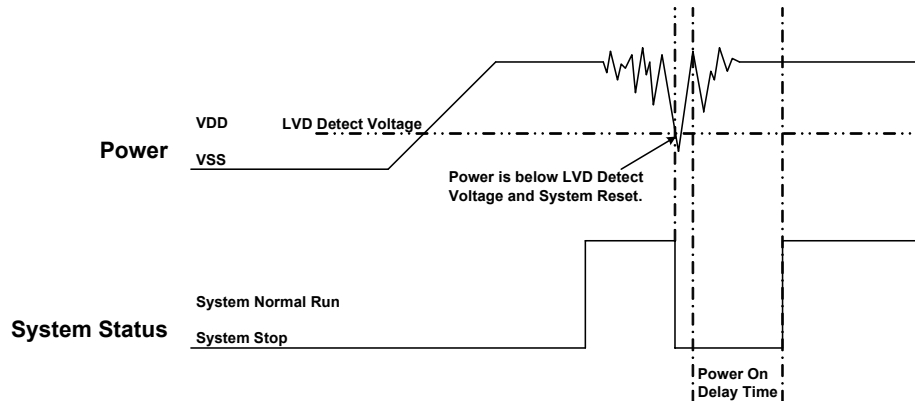 VDD
LVD Detect Voltage
Power
VSS
Power is below LVD Detect
Voltage and System Reset.
System Normal Run
System Status
System Stop
Power On
Delay Time